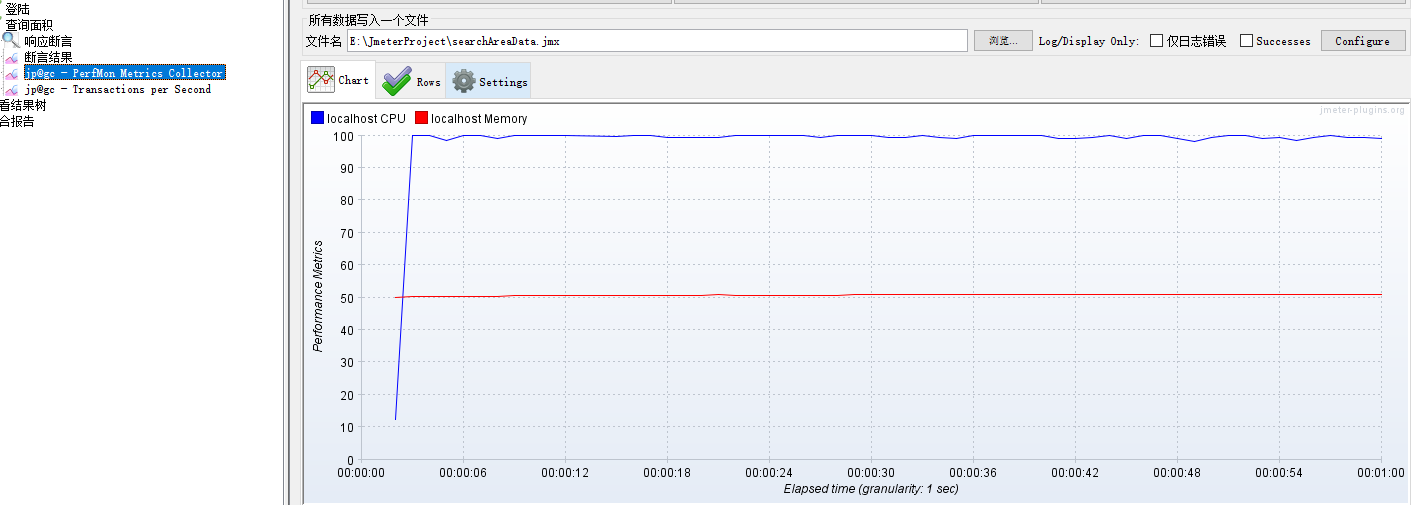 登陆
查询面积
响应断言
断言结果
jp@gc - PerfMon Metrics Collector
jp@gc - Transactions per Second
看结果树
合报告
所有数据写入一个文件
文件名 E:\JmeterProject\searchAreaData.jmx 浏览... Log/Display Only: 仅日志错误 Successes Configure
Chart Rows Settings
jmeter-plugins.org
localhost CPU localhost Memory
100
90
80
70
60
50
40
30
20
10
0
Performance Metrics
00:00:00 00:00:06 00:00:12 00:00:18 00:00:24 00:00:30 00:00:36 00:00:42 00:00:48 00:00:54 00:01:00
Elapsed time (granularity: 1 sec)